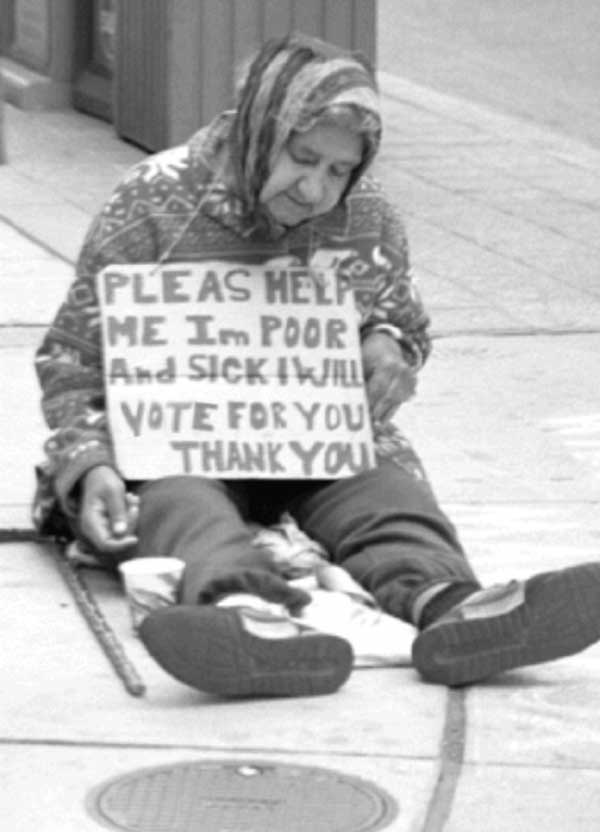 PLEAS HELP
ME Im POOR
And SICK I WILL
VOTE FOR YOU
THANK YOU